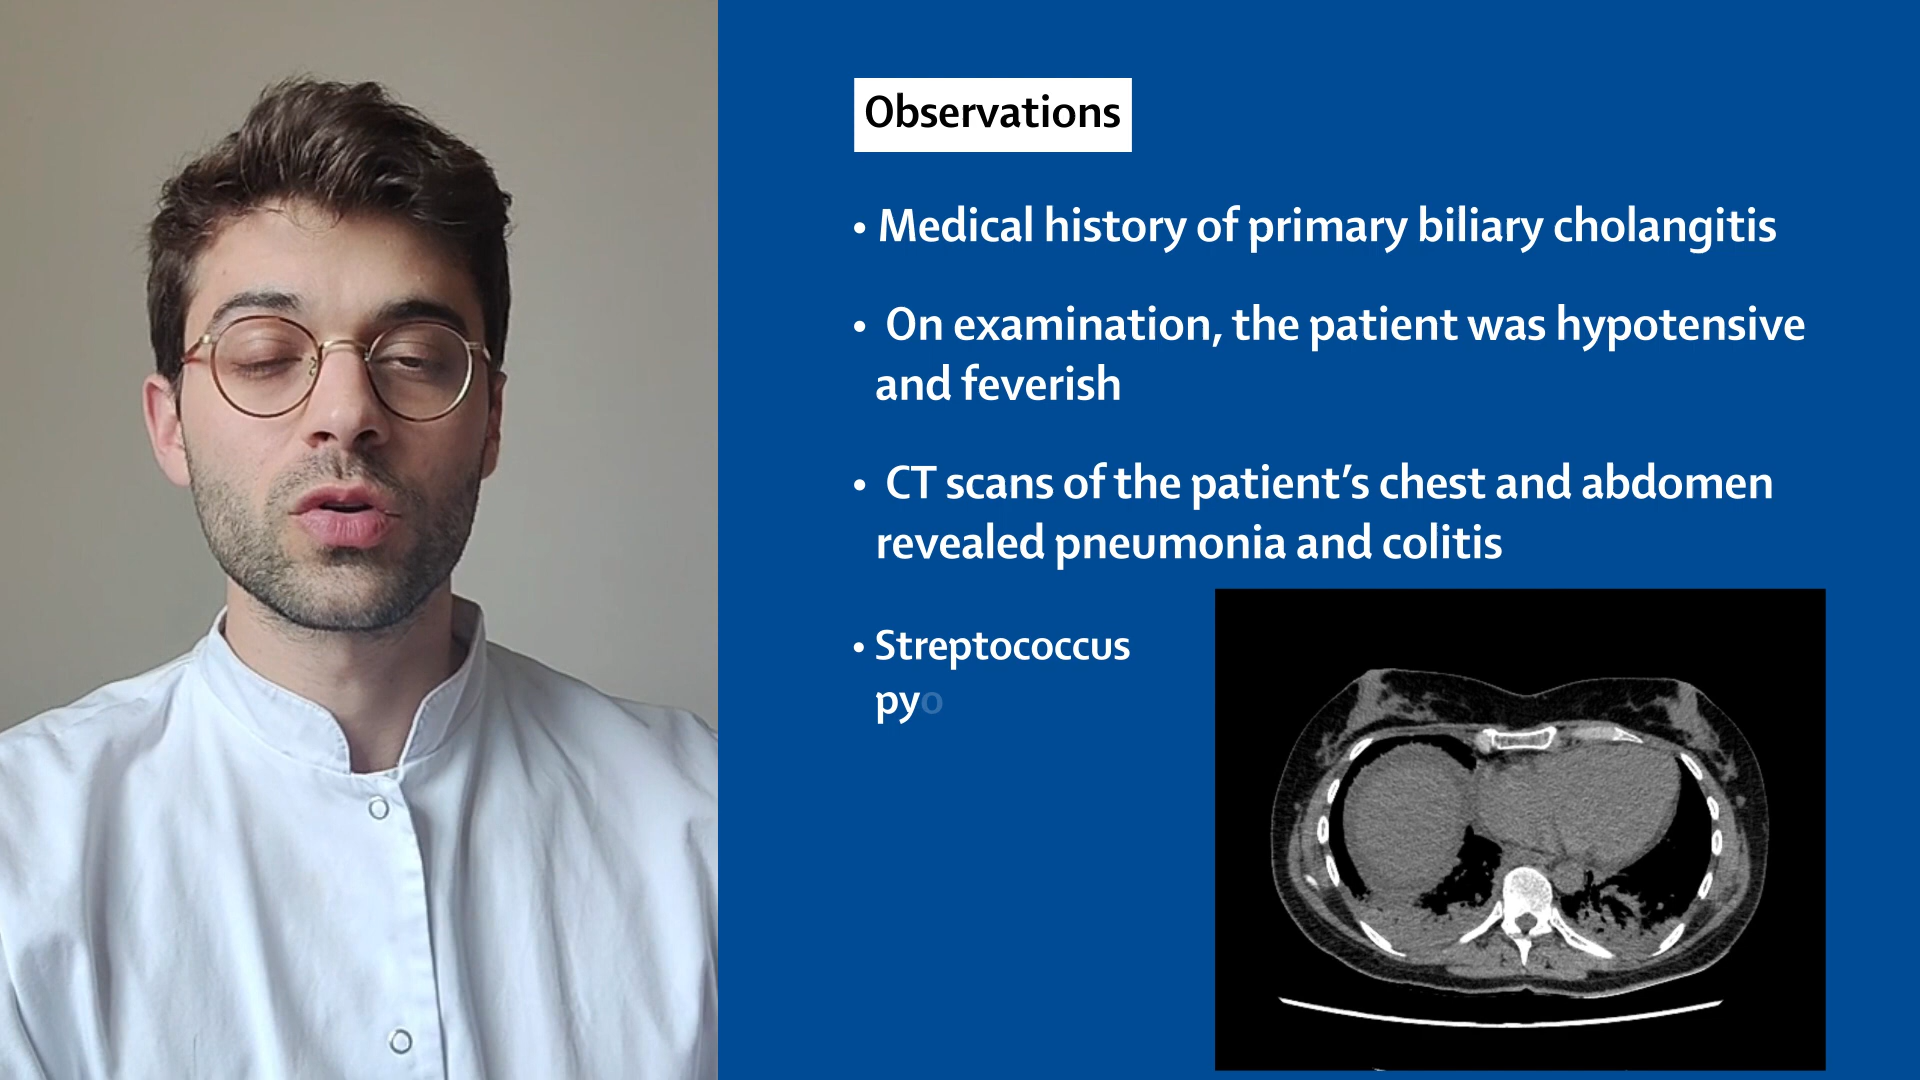 Observations
• Medical history of primary biliary cholangitis
• On examination, the patient was hypotensive
and feverish
• CT scans of the patient’s chest and abdomen
revealed pneumonia and colitis
• Streptococcus
pyo